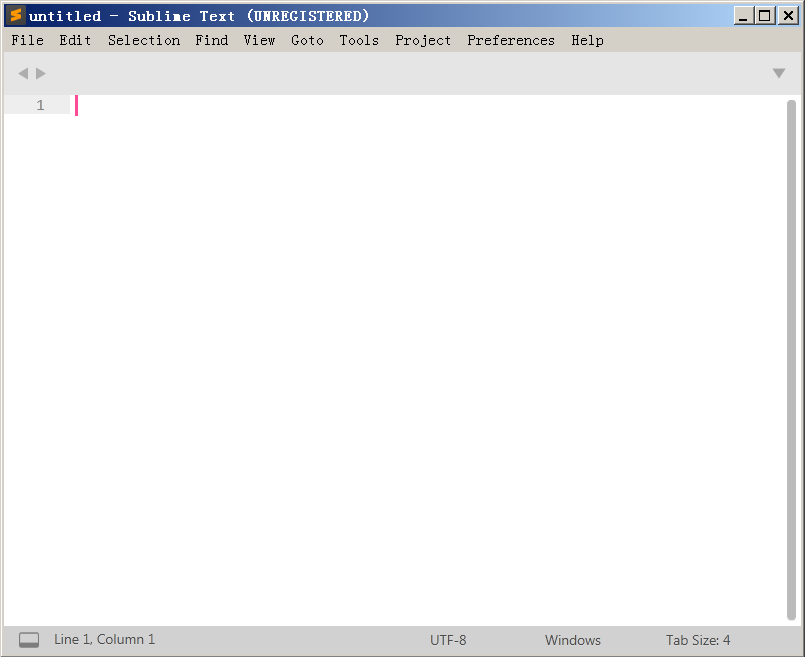 untitled - Sublime Text (UNREGISTERED)
File Edit Selection Find View Goto Tools Project Preferences Help
1
Line 1, Column 1 UTF-8 Windows Tab Size: 4